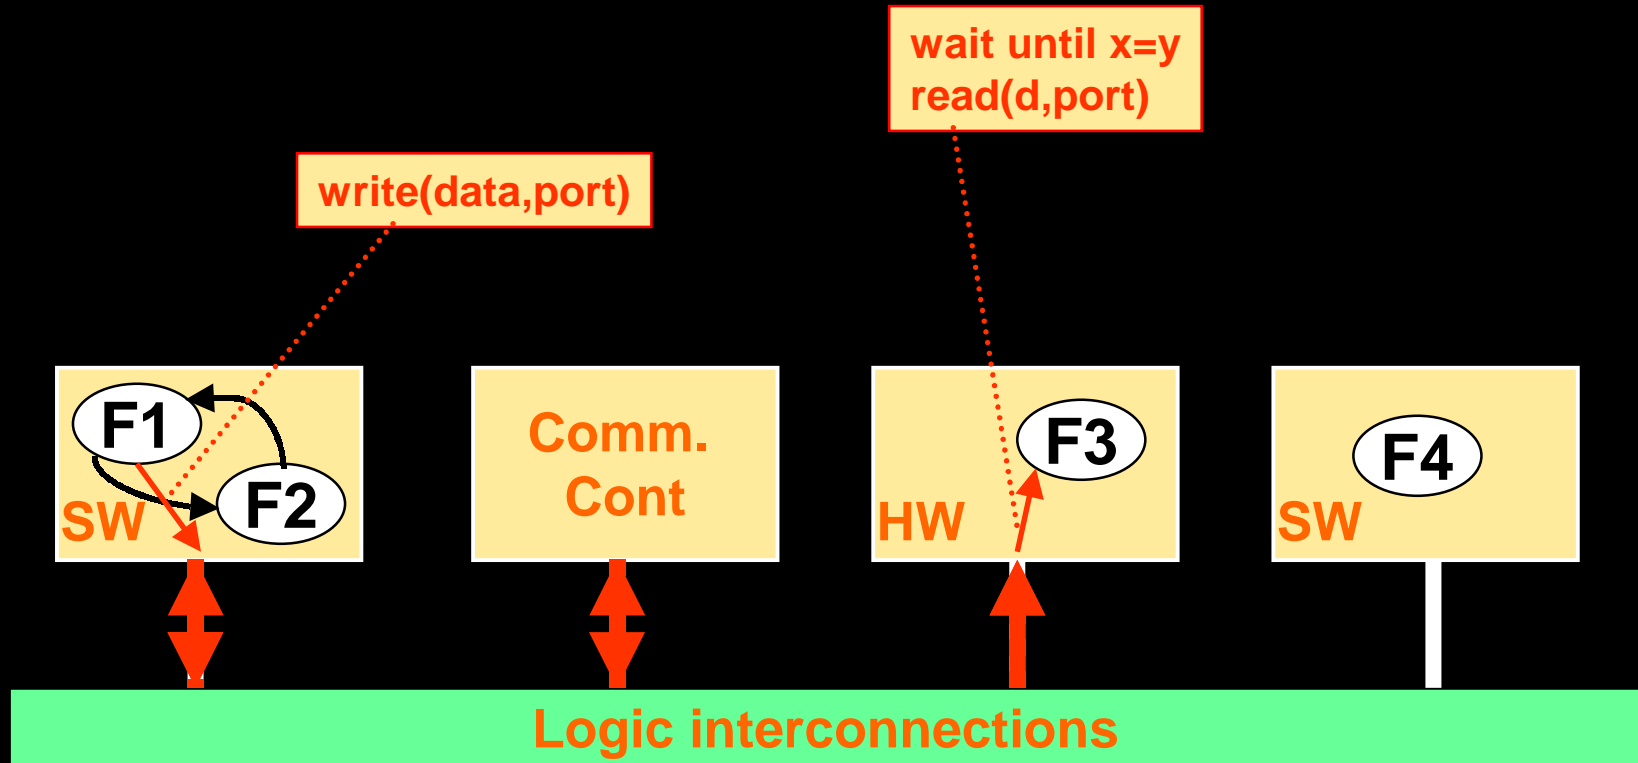 wait until x=y
read(d,port)
write(data,port)
F1
F2
SW
Comm.
Cont
F3
HW
F4
SW
Logic interconnections